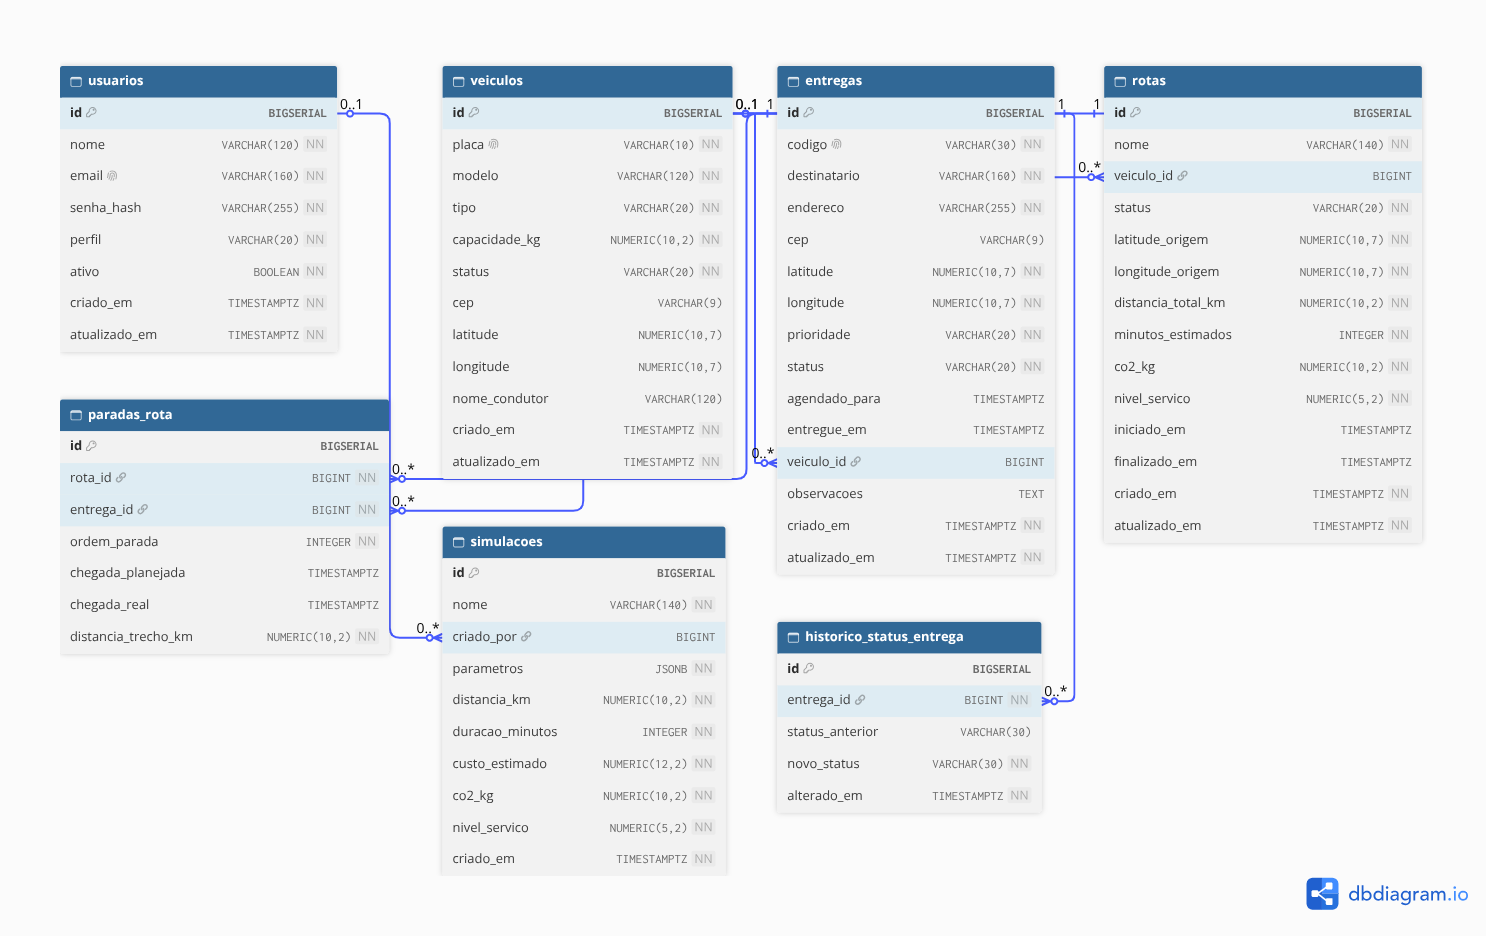 usuarios
id BIGSERIAL
nome VARCHAR(120) NN
email VARCHAR(160) NN
senha_hash VARCHAR(255) NN
perfil VARCHAR(20) NN
ativo BOOLEAN NN
criado_em TIMESTAMPTZ NN
atualizado_em TIMESTAMPTZ NN
0..1
veiculos
id BIGSERIAL
placa VARCHAR(10) NN
modelo VARCHAR(120) NN
tipo VARCHAR(20) NN
capacidade_kg NUMERIC(10,2) NN
status VARCHAR(20) NN
cep VARCHAR(9)
latitude NUMERIC(10,7)
longitude NUMERIC(10,7)
nome_condutor VARCHAR(120)
criado_em TIMESTAMPTZ NN
atualizado_em TIMESTAMPTZ NN
0..1 1
entregas
id BIGSERIAL
codigo VARCHAR(30) NN
destinatario VARCHAR(160) NN
endereco VARCHAR(255) NN
cep VARCHAR(9)
latitude NUMERIC(10,7) NN
longitude NUMERIC(10,7) NN
prioridade VARCHAR(20) NN
status VARCHAR(20) NN
agendado_para TIMESTAMPTZ
entregue_em TIMESTAMPTZ
0..*
veiculo_id BIGINT
observacoes TEXT
criado_em TIMESTAMPTZ NN
atualizado_em TIMESTAMPTZ NN
1 1
0..*
rotas
id BIGSERIAL
nome VARCHAR(140) NN
veiculo_id BIGINT
status VARCHAR(20) NN
latitude_origem NUMERIC(10,7) NN
longitude_origem NUMERIC(10,7) NN
distancia_total_km NUMERIC(10,2) NN
minutos_estimados INTEGER NN
co2_kg NUMERIC(10,2) NN
nivel_servico NUMERIC(5,2) NN
iniciado_em TIMESTAMPTZ
finalizado_em TIMESTAMPTZ
criado_em TIMESTAMPTZ NN
atualizado_em TIMESTAMPTZ NN
paradas_rota
id BIGSERIAL
rota_id BIGINT NN
0..*
entrega_id BIGINT NN
0..*
ordem_parada INTEGER NN
chegada_planejada TIMESTAMPTZ
chegada_real TIMESTAMPTZ
distancia_trecho_km NUMERIC(10,2) NN
simulacoes
id BIGSERIAL
nome VARCHAR(140) NN
0..*
criado_por BIGINT
parametros JSONB NN
distancia_km NUMERIC(10,2) NN
duracao_minutos INTEGER NN
custo_estimado NUMERIC(12,2) NN
co2_kg NUMERIC(10,2) NN
nivel_servico NUMERIC(5,2) NN
criado_em TIMESTAMPTZ NN
historico_status_entrega
id BIGSERIAL
entrega_id BIGINT NN
0..*
status_anterior VARCHAR(30)
novo_status VARCHAR(30) NN
alterado_em TIMESTAMPTZ NN
dbdiagram.io